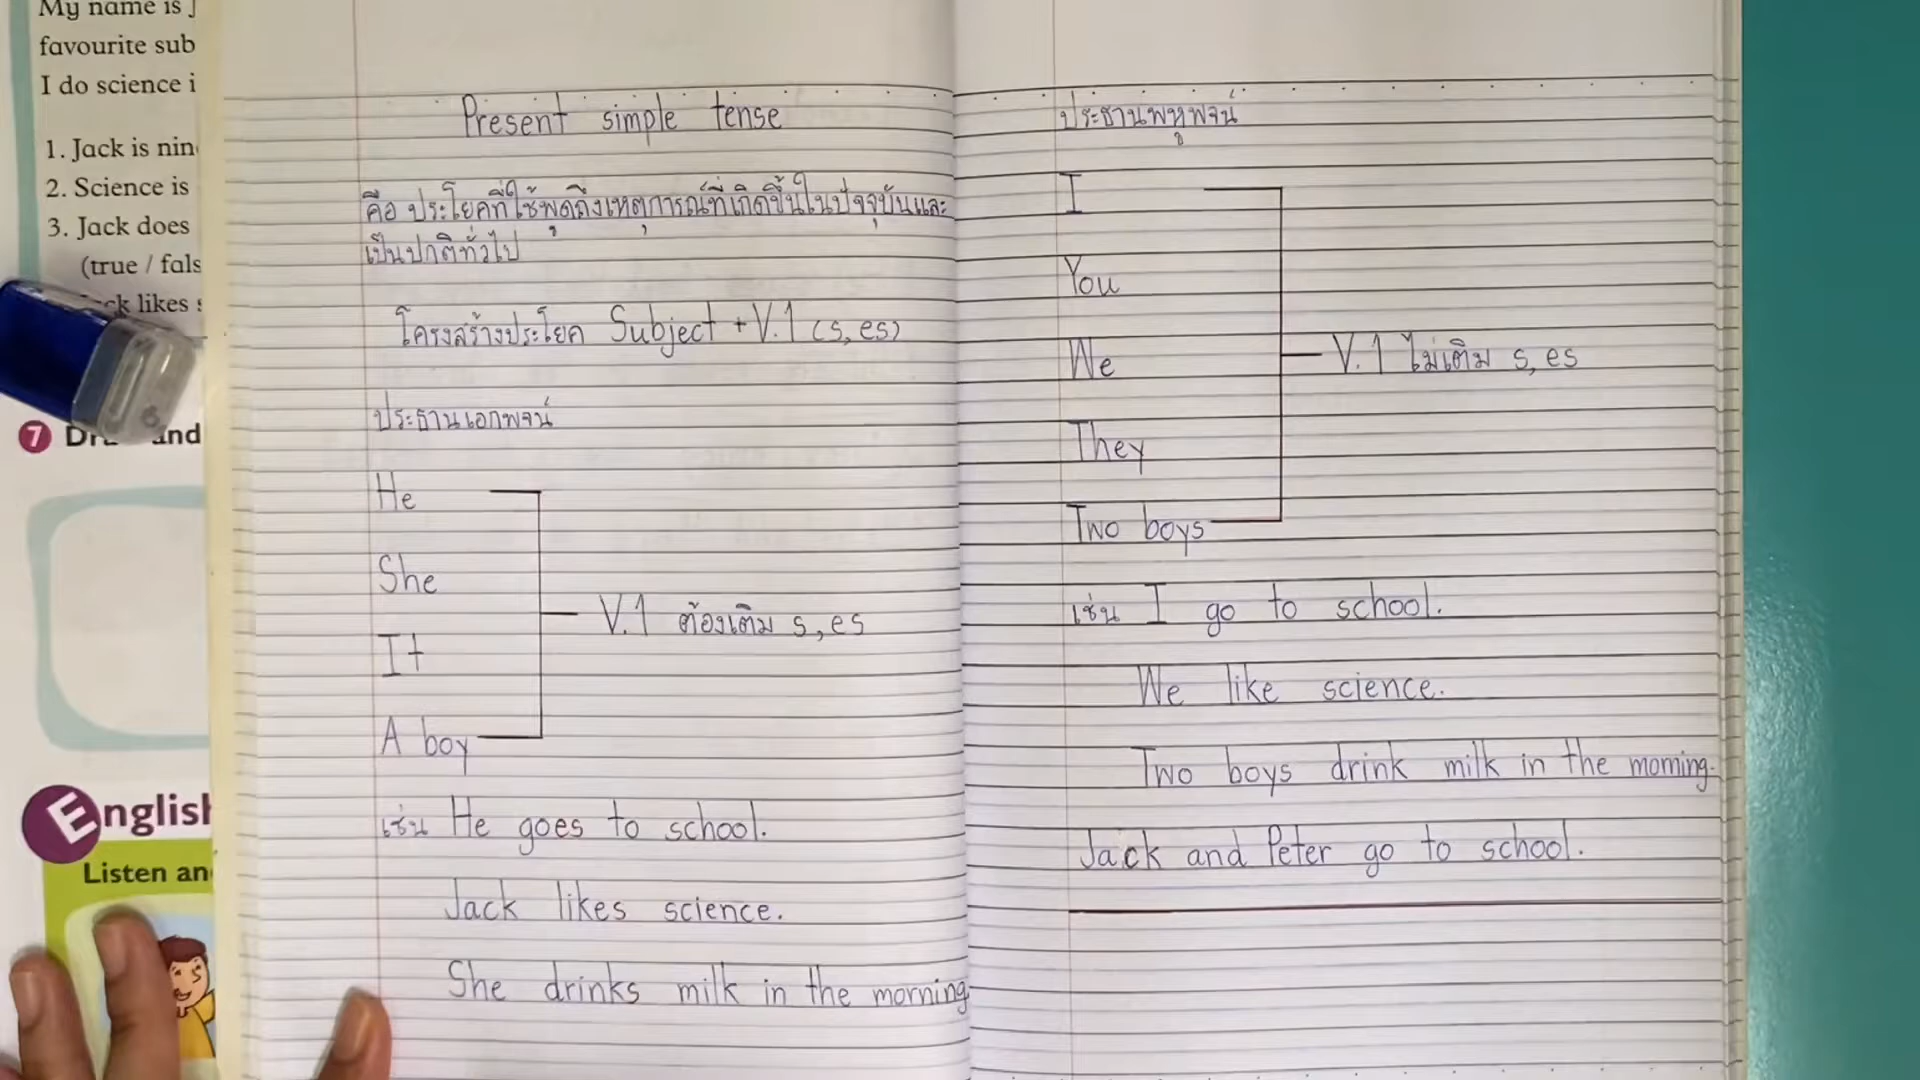 My name is J
favourite sub
I do science i
1. Jack is nin
2. Science is
3. Jack does
(true / fals
ck likes s
7
and
English
Listen an
Present simple tense
คือ ประโยคที่ใช้พูดถึงเหตุการณ์ที่เกิดขึ้นในปัจจุบันและ
เป็นปกติทั่วไป
โครงสร้างประโยค Subject + V.1 (s, es)
ประธานเอกพจน์
He
She
It
A boy
V.1 ต้องเติม s, es
เช่น He goes to school.
Jack likes science.
She drinks milk in the morning
ประธานพหูพจน์
I
You
We
They
Two boys
V.1 ไม่เติม s, es
เช่น I go to school.
We like science.
Two boys drink milk in the morning.
Jack and Peter go to school.